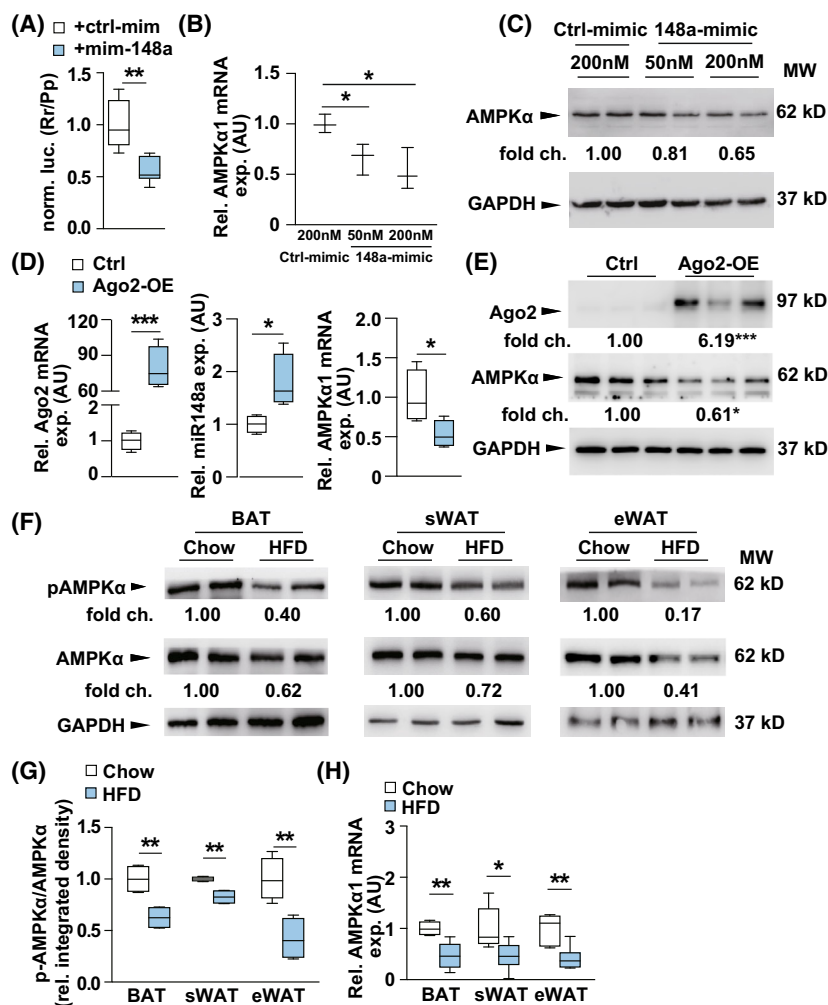 (A)
+ctrl-mim
+mim-148a
**
norm. luc. (Rr/Pp)
1.5
1.0
0.5
0.0
(B)
Rel. AMPKα1 mRNA
exp. (AU)
1.5
1.0
0.5
0.0
*
*
200nM 50nM 200nM
Ctrl-mimic 148a-mimic
(C)
Ctrl-mimic 148a-mimic
200nM 50nM 200nM MW
AMPKα 62 kD
fold ch. 1.00 0.81 0.65
GAPDH 37 kD
(D)
Ctrl
Ago2-OE
Rel. Ago2 mRNA
exp. (AU)
120
90
60
2
1
0
***
Rel. miR148a exp. (AU)
4
3
2
1
0
*
Rel. AMPKα1 mRNA
exp. (AU)
2.0
1.5
1.0
0.5
0.0
*
(E)
Ctrl Ago2-OE
Ago2 97 kD
fold ch. 1.00 6.19***
AMPKα 62 kD
fold ch. 1.00 0.61*
GAPDH 37 kD
(F)
BAT sWAT eWAT
Chow HFD Chow HFD Chow HFD MW
pAMPKα 62 kD
fold ch. 1.00 0.40 1.00 0.60 1.00 0.17
AMPKα 62 kD
fold ch. 1.00 0.62 1.00 0.72 1.00 0.41
GAPDH 37 kD
(G)
Chow
HFD
p-AMPKα/AMPKα
(rel. integrated density)
1.5
1.0
0.5
0.0
** ** **
BAT sWAT eWAT
(H)
Chow
HFD
Rel. AMPKα1 mRNA
exp. (AU)
3
2
1
0
** * **
BAT sWAT eWAT